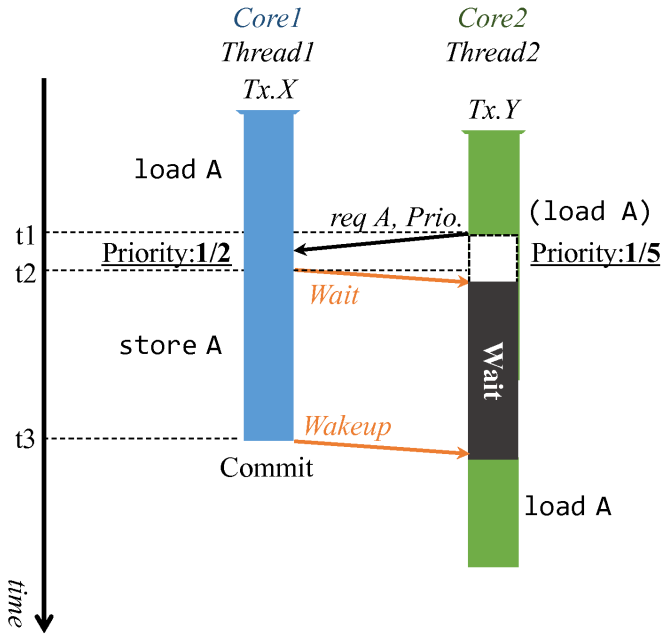 Core1
Thread1
Tx.X
Core2
Thread2
Tx.Y
load A
req A, Prio.
(load A)
t1
Priority:1/2
Priority:1/5
t2
Wait
store A
Wait
t3
Wakeup
Commit
load A
time